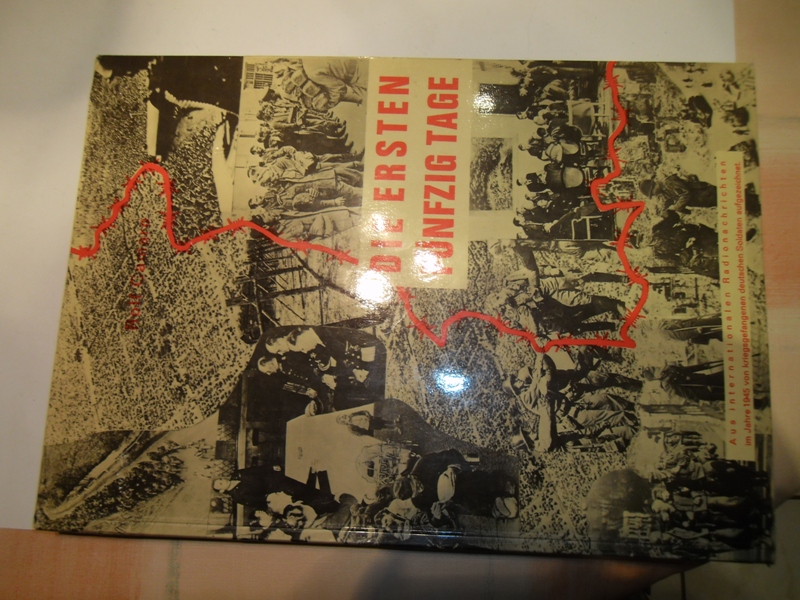 DIE ERSTEN
FÜNFZIG TAGE
Aus internationalen Radionachrichten
im Jahre 1945 von kriegsgefangenen deutschen Soldaten aufgezeichnet.